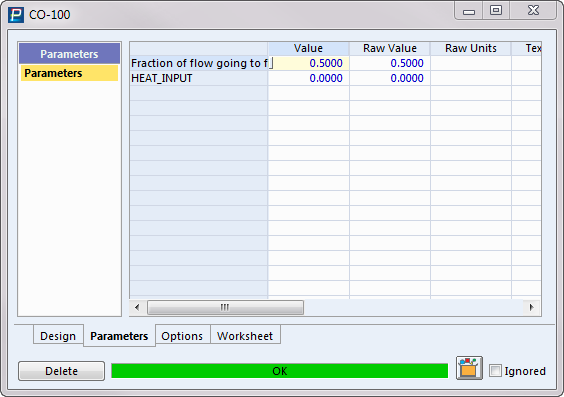 CO-100
Parameters
Parameters
Value Raw Value Raw Units Tex
Fraction of flow going to f 0.5000 0.5000
HEAT_INPUT 0.0000 0.0000
Design Parameters Options Worksheet
Delete OK Ignored